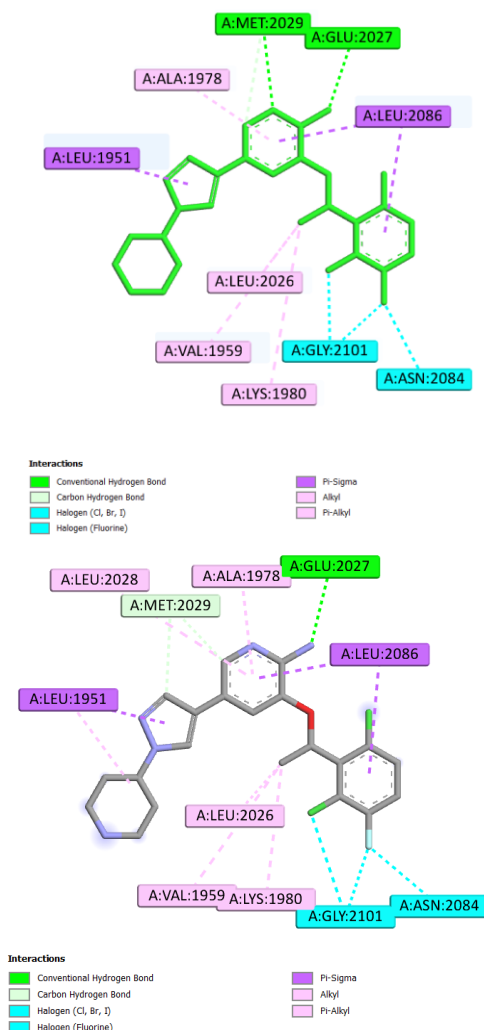 A:MET:2029
A:GLU:2027
A:ALA:1978
A:LEU:2086
A:LEU:1951
A:LEU:2026
A:VAL:1959
A:GLY:2101
A:ASN:2084
A:LYS:1980
Interactions
Conventional Hydrogen Bond
Carbon Hydrogen Bond
Halogen (Cl, Br, I)
Halogen (Fluorine)
Pi-Sigma
Alkyl
Pi-Alkyl
A:LEU:2028
A:ALA:1978
A:GLU:2027
A:MET:2029
A:LEU:2086
A:LEU:1951
A:LEU:2026
A:VAL:1959
A:LYS:1980
A:GLY:2101
A:ASN:2084
Interactions
Conventional Hydrogen Bond
Carbon Hydrogen Bond
Halogen (Cl, Br, I)
Halogen (Fluorine)
Pi-Sigma
Alkyl
Pi-Alkyl